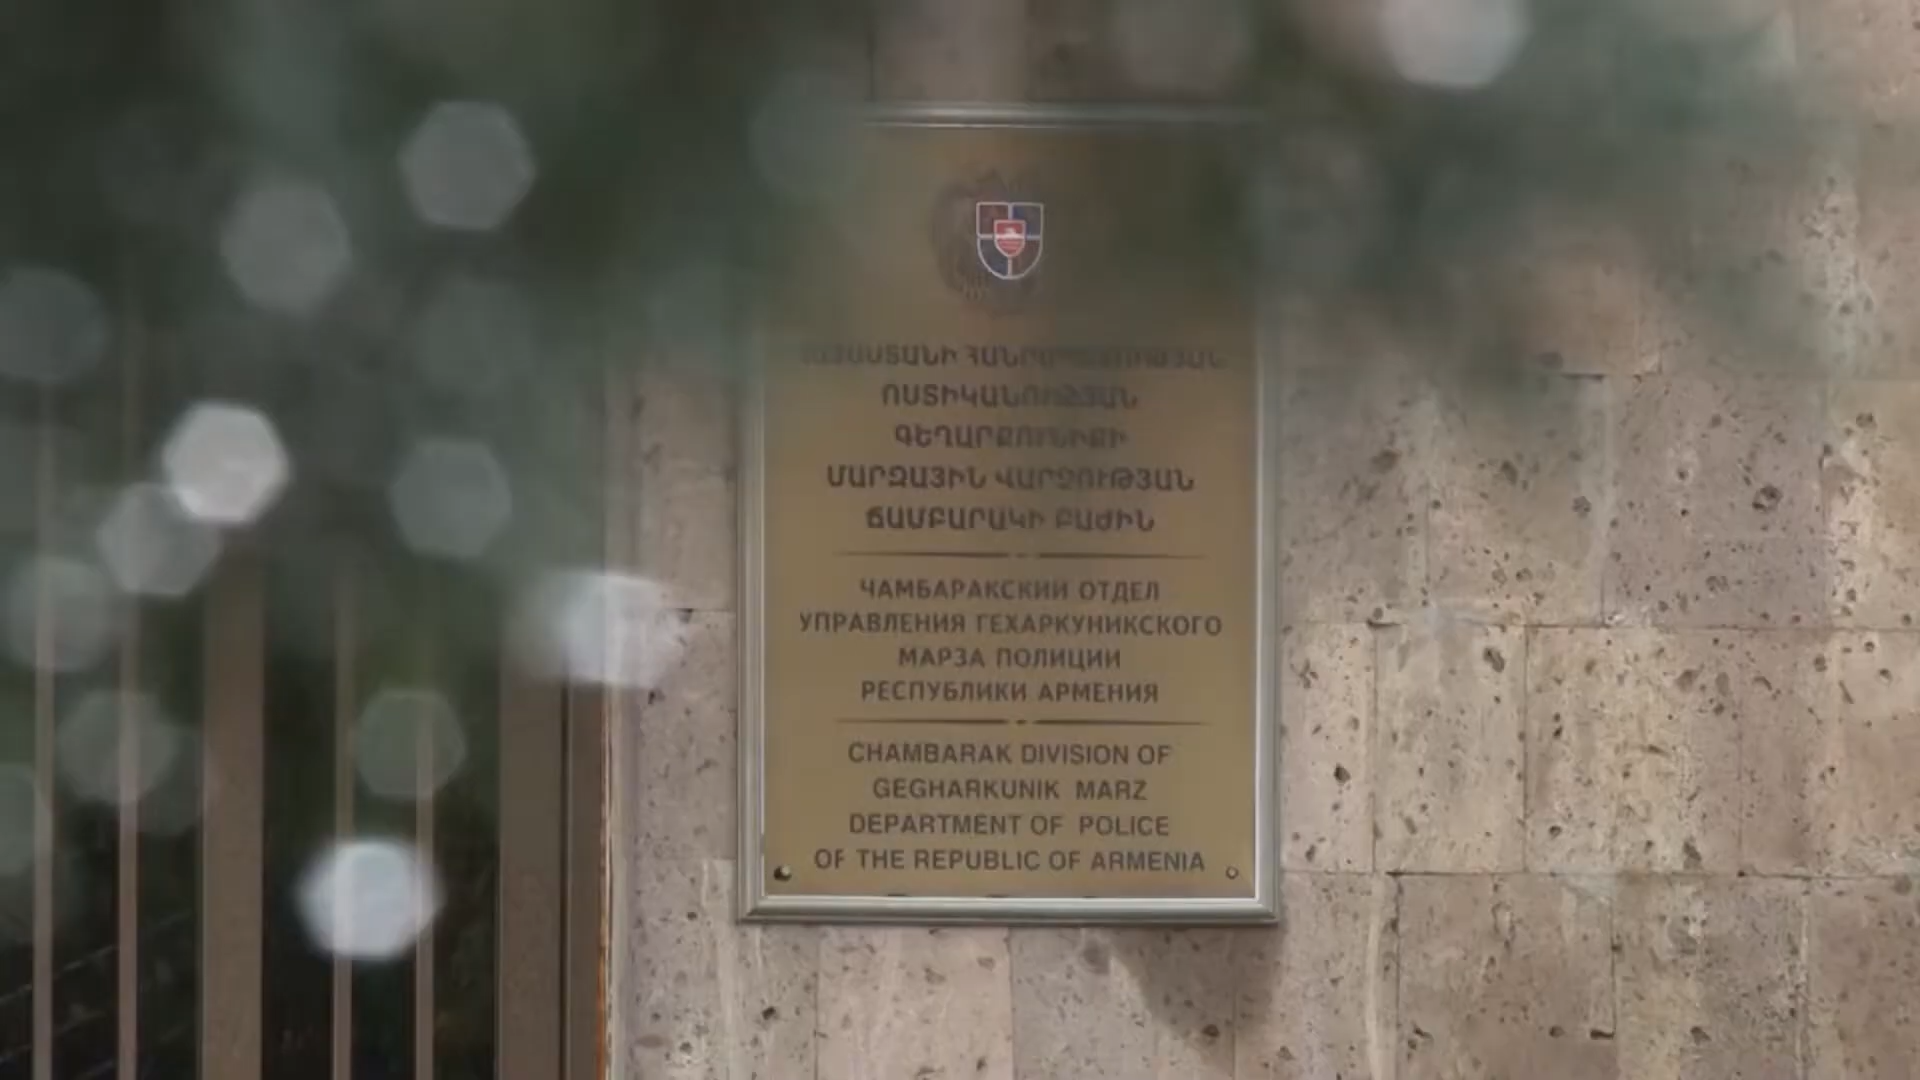 ՀԱՅԱՍՏԱՆԻ ՀԱՆՐԱՊԵՏՈՒԹՅԱՆ
ՈՍՏԻԿԱՆՈՒԹՅԱՆ
ԳԵՂԱՐՔՈՒՆԻՔԻ
ՄԱՐԶԱՅԻՆ ՎԱՐՉՈՒԹՅԱՆ
ՃԱՄԲԱՐԱԿԻ ԲԱԺԻՆ
ЧАМБАРАКСКИЙ ОТДЕЛ
УПРАВЛЕНИЯ ГЕХАРКУНИКСКОГО
МАРЗА ПОЛИЦИИ
РЕСПУБЛИКИ АРМЕНИЯ
CHAMBARAK DIVISION OF
GEGHARKUNIK MARZ
DEPARTMENT OF POLICE
OF THE REPUBLIC OF ARMENIA